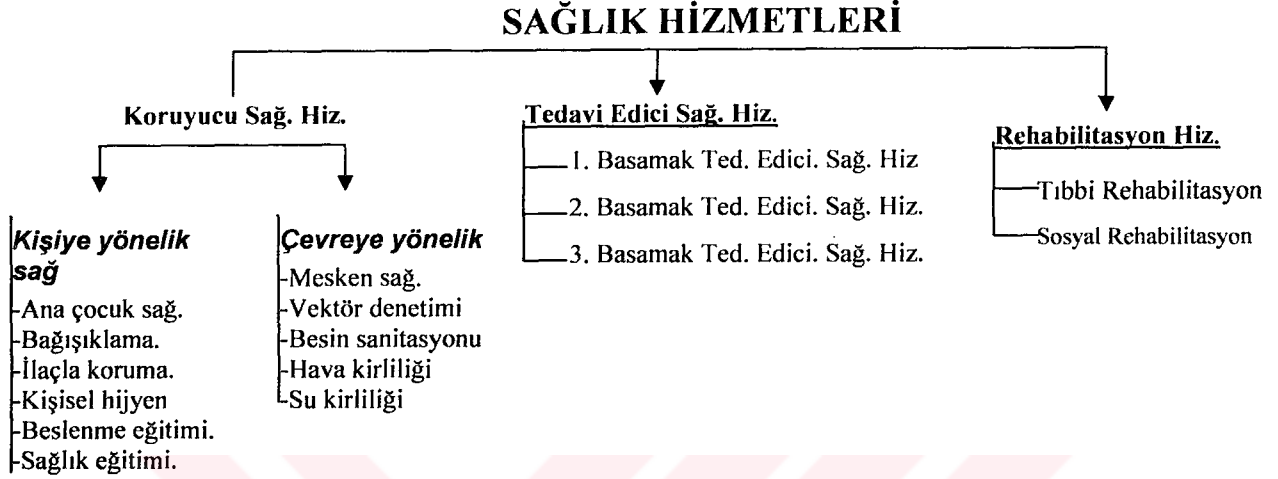 SAĞLIK HİZMETLERİ
Koruyucu Sağ. Hiz.
Kişiye yönelik
sağ
-Ana çocuk sağ.
-Bağışıklama.
-İlaçla koruma.
-Kişisel hijyen
-Beslenme eğitimi.
-Sağlık eğitimi.
Çevreye yönelik
-Mesken sağ.
-Vektör denetimi
-Besin sanitasyonu
-Hava kirliliği
-Su kirliliği
Tedavi Edici Sağ. Hiz.
1. Basamak Ted. Edici. Sağ. Hiz
2. Basamak Ted. Edici. Sağ. Hiz.
3. Basamak Ted. Edici. Sağ. Hiz.
Rehabilitasyon Hiz.
Tıbbi Rehabilitasyon
Sosyal Rehabilitasyon